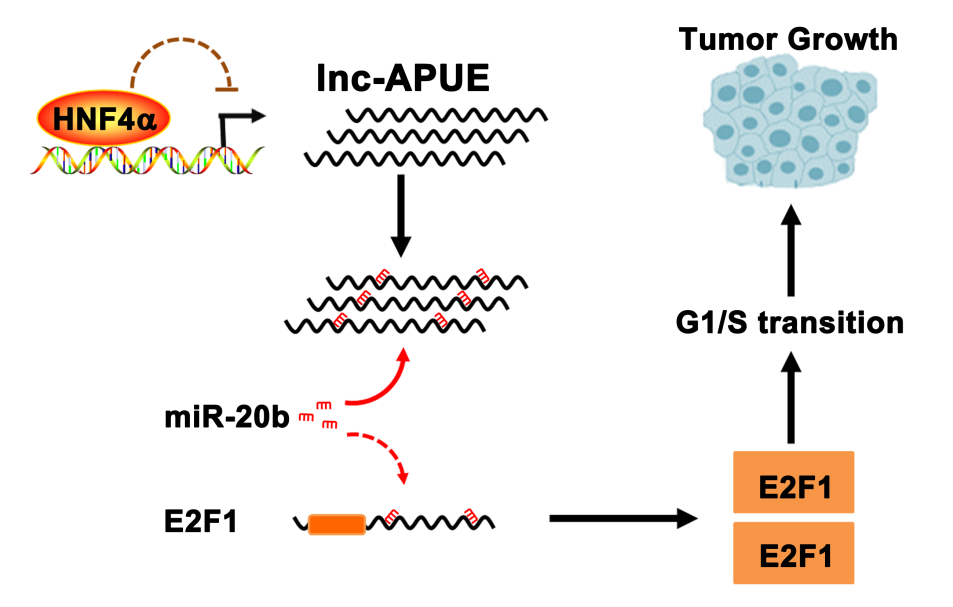 Tumor Growth
lnc-APUE
HNF4α
G1/S transition
miR-20b
E2F1
E2F1
E2F1